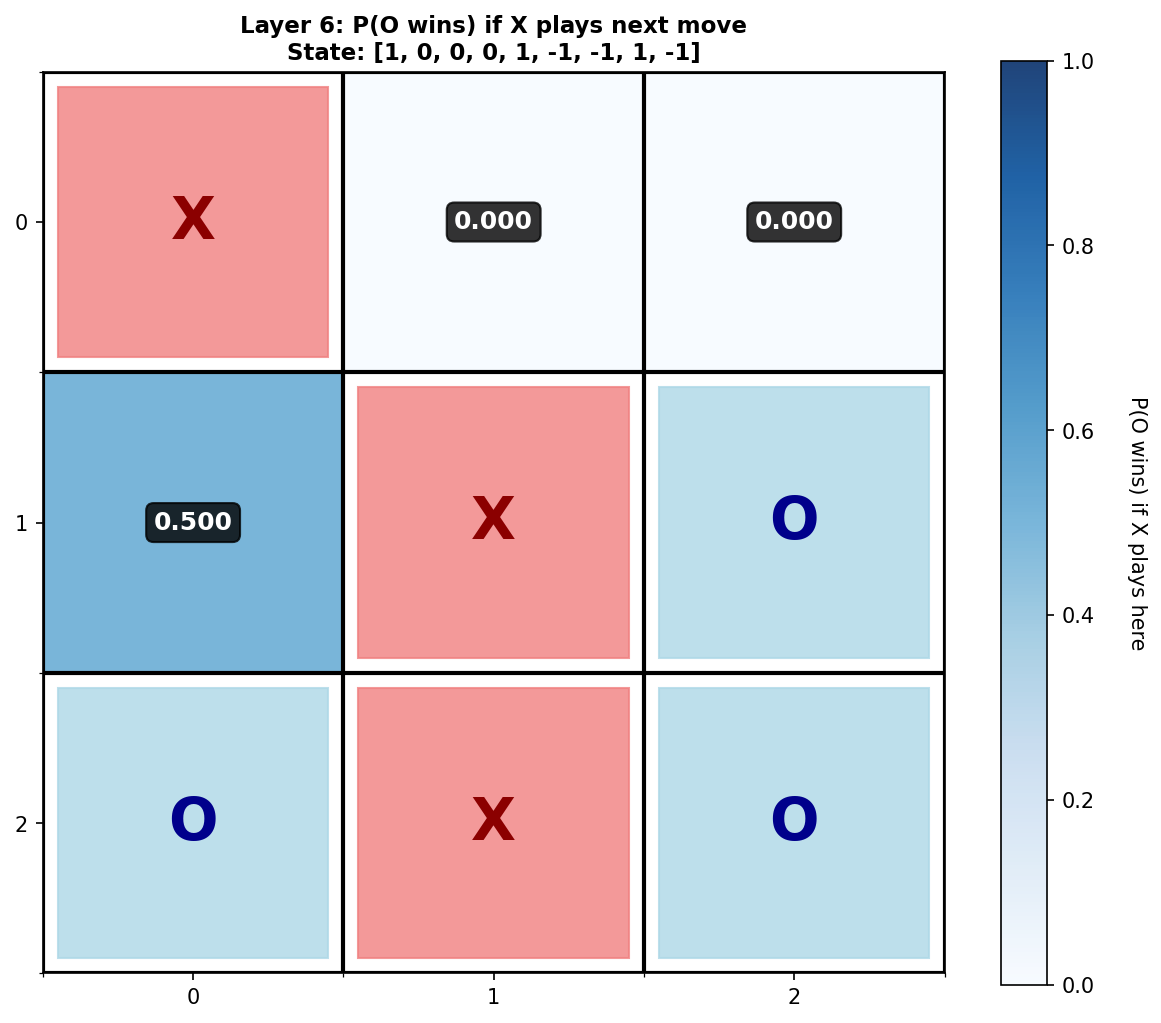 Layer 6: P(O wins) if X plays next move
State: [1, 0, 0, 0, 1, -1, -1, 1, -1]
0
X
0.000
0.000
1
0.500
X
O
2
O
X
O
0
1
2
1.0
0.8
0.6
0.4
0.2
0.0
P(O wins) if X plays here